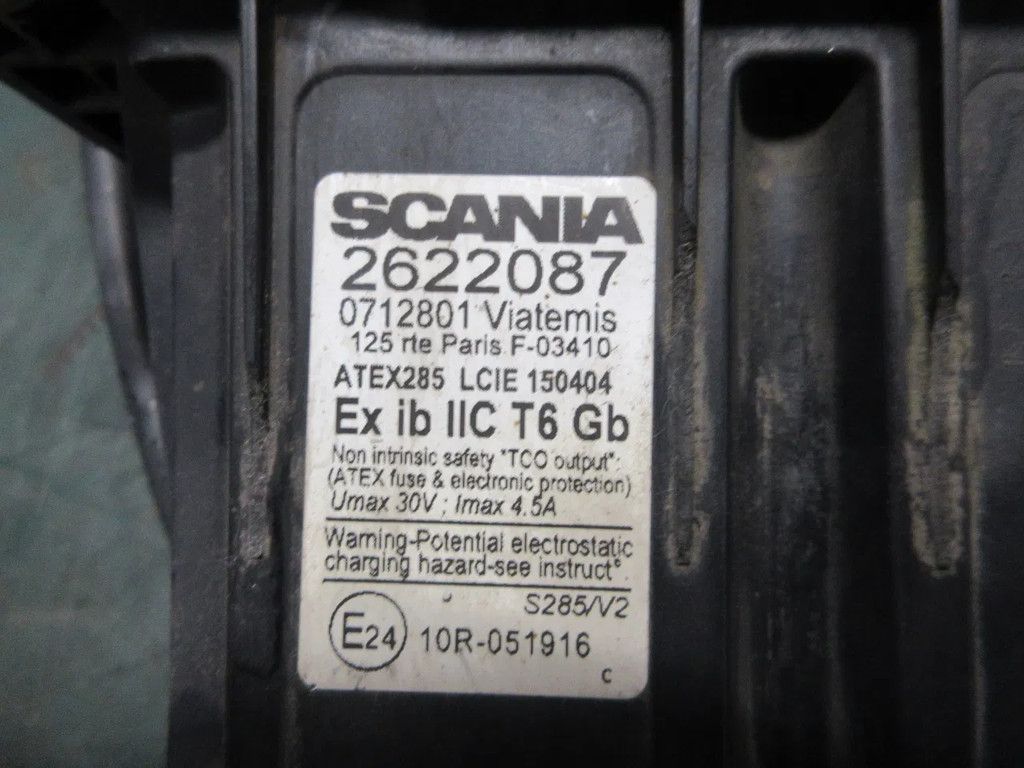 SCANIA
2622087
0712801 Viatemis
125 rte Paris F-03410
ATEX285 LCIE 150404
Ex ib IIC T6 Gb
Non intrinsic safety "TCO output":
(ATEX fuse & electronic protection)
Umax 30V ; Imax 4.5A
Warning-Potential electrostatic
charging hazard-see instruct°
S285/V2
E24 10R-051916
C